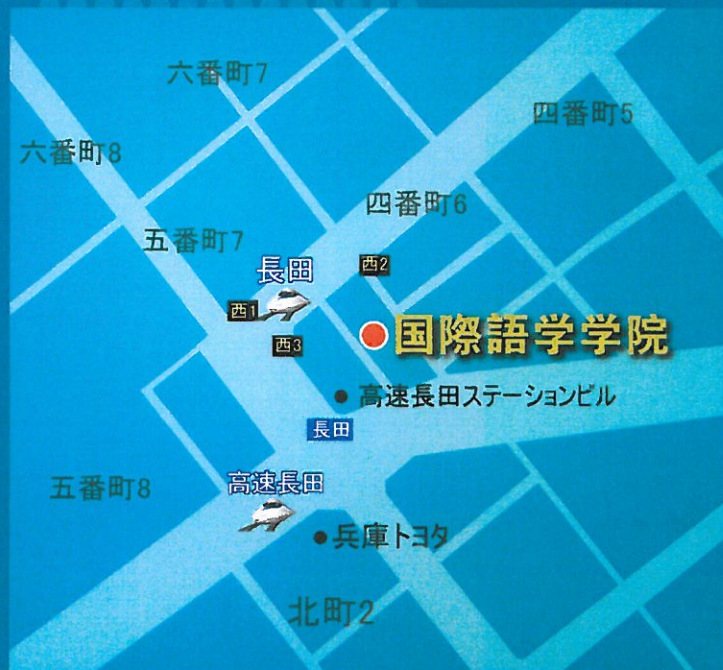 六番町7
四番町5
六番町8
四番町6
五番町7
長田
西2
西1
西3
国際語学学院
高速長田ステーションビル
長田
五番町8
高速長田
兵庫トヨタ
北町2